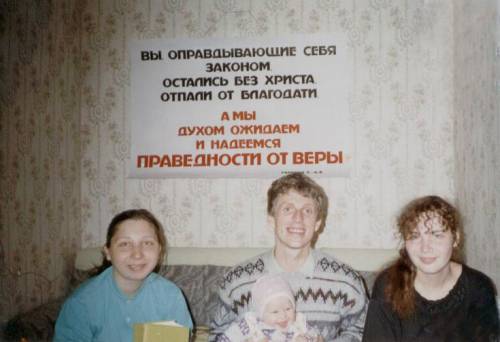 ВЫ, ОПРАВДЫВАЮЩИЕ СЕБЯ
ЗАКОНОМ,
ОСТАЛИСЬ БЕЗ ХРИСТА,
ОТПАЛИ ОТ БЛАГОДАТИ,
А МЫ
ДУХОМ ОЖИДАЕМ
И НАДЕЕМСЯ
ПРАВЕДНОСТИ ОТ ВЕРЫ